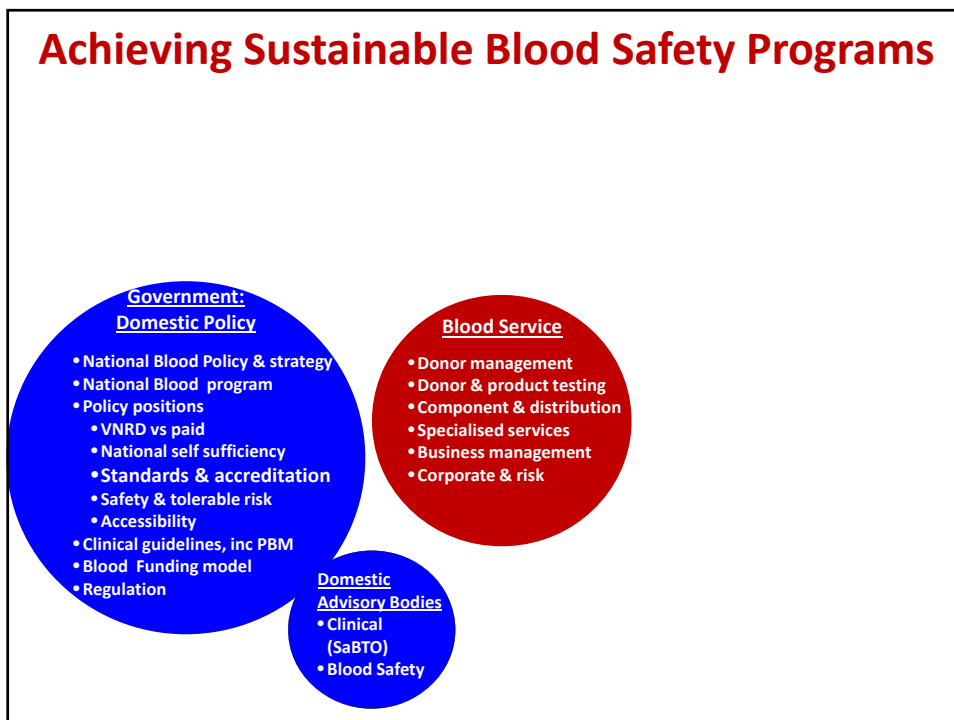 Achieving Sustainable Blood Safety Programs
Government:
Domestic Policy
• National Blood Policy & strategy
• National Blood program
• Policy positions
• VNRD vs paid
• National self sufficiency
• Standards & accreditation
• Safety & tolerable risk
• Accessibility
• Clinical guidelines, inc PBM
• Blood Funding model
• Regulation
Blood Service
• Donor management
• Donor & product testing
• Component & distribution
• Specialised services
• Business management
• Corporate & risk
Domestic
Advisory Bodies
• Clinical
(SaBTO)
• Blood Safety